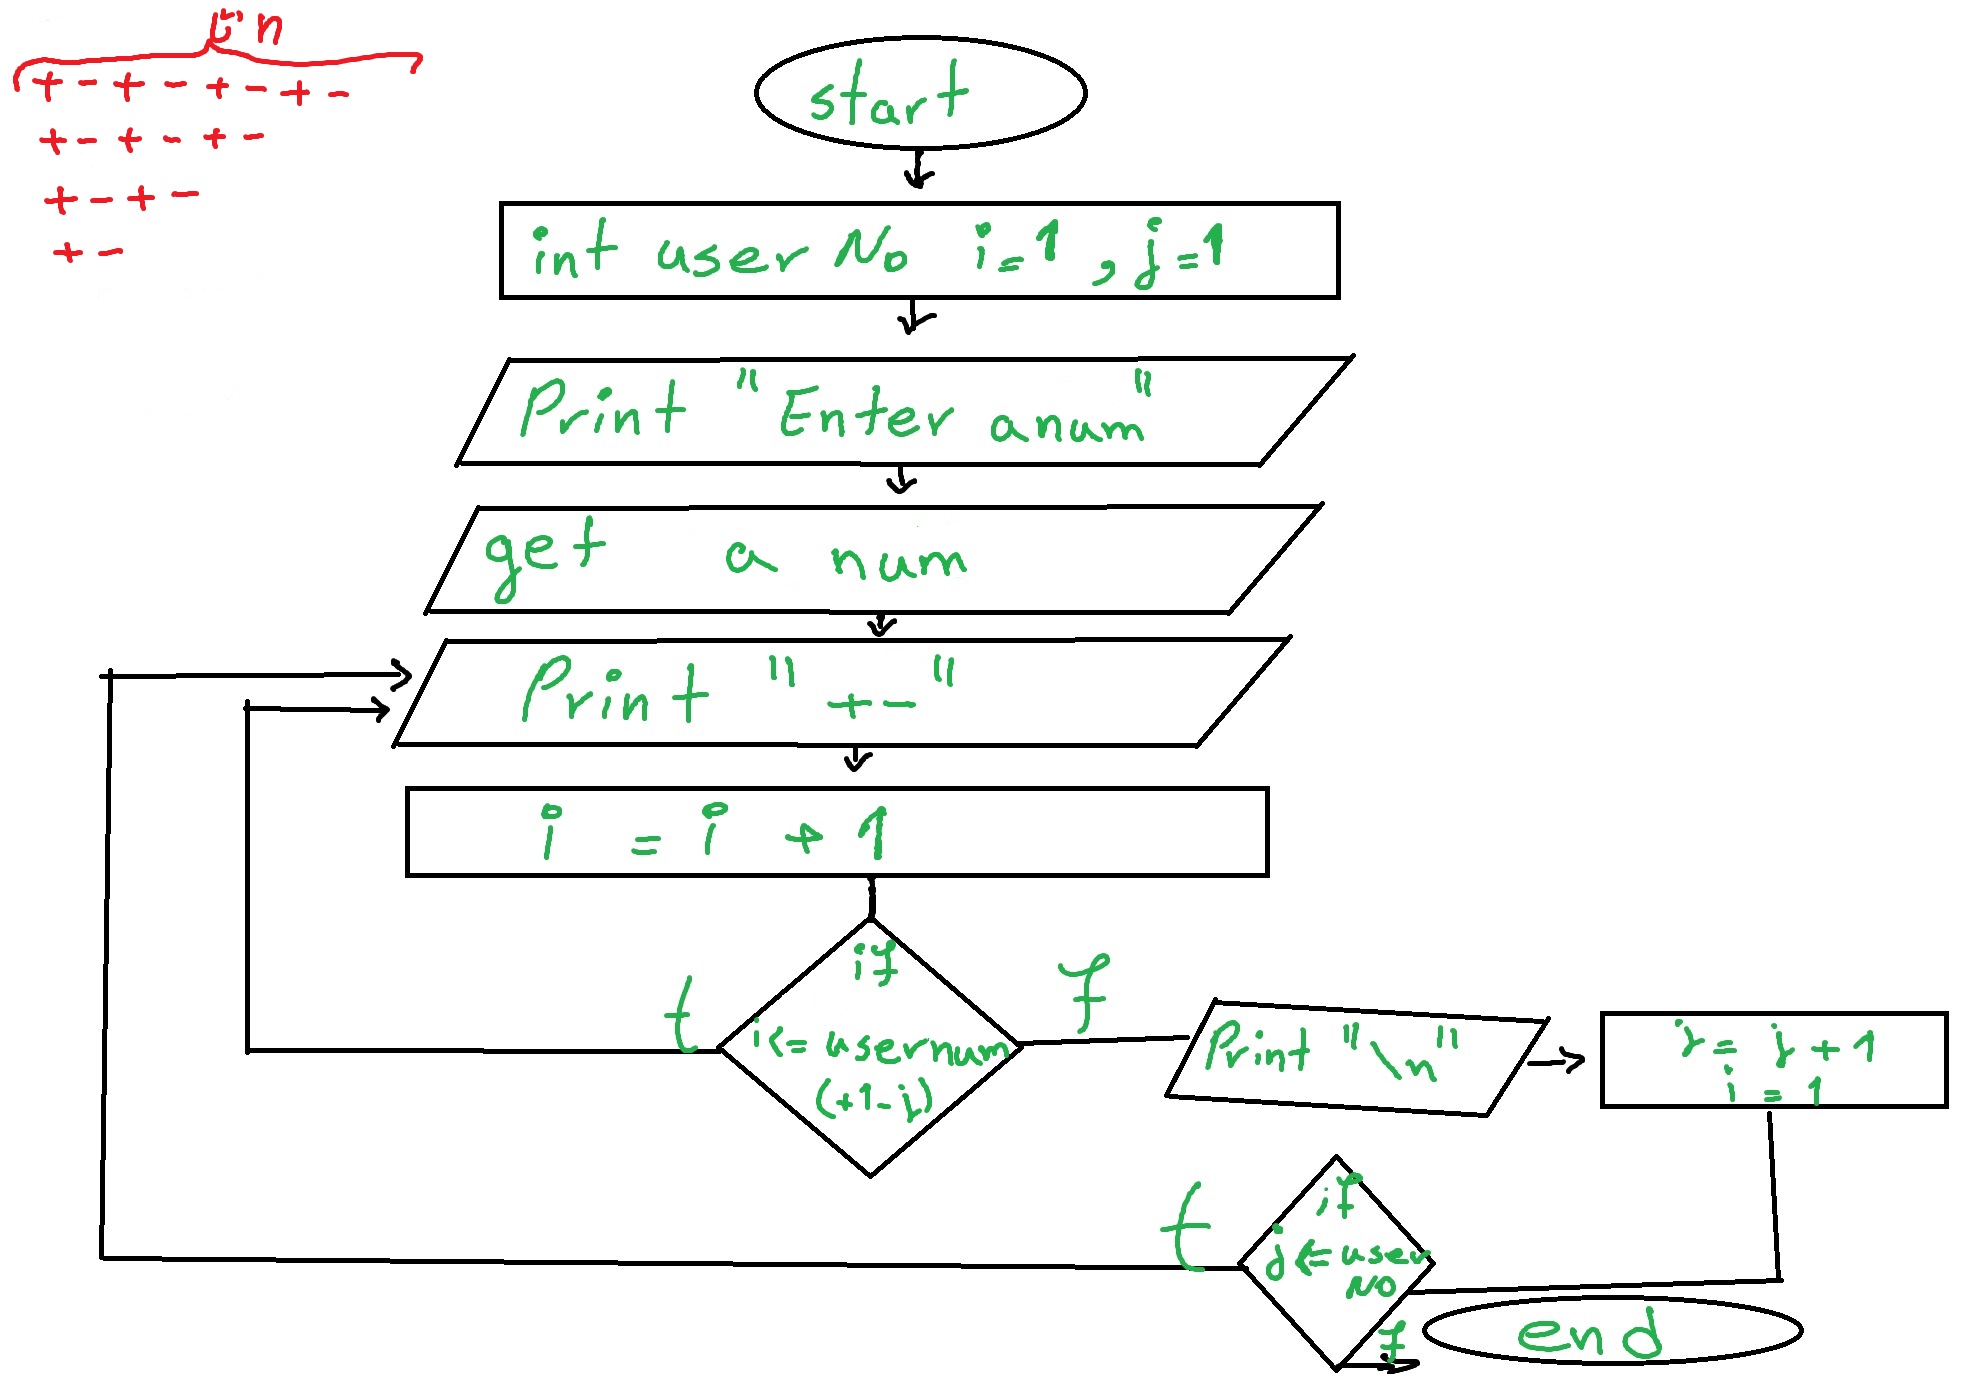 تا n
+ - + - + - + -
+ - + - + -
+ - + -
+ -
start
int user No i=1 , j=1
Print "Enter anum"
get a num
Print "+-"
i = i + 1
if
i<= usernum
(+1-j)
t
f
Print "\n"
j = j + 1
i = 1
if
j <= user
NO
t
f
end